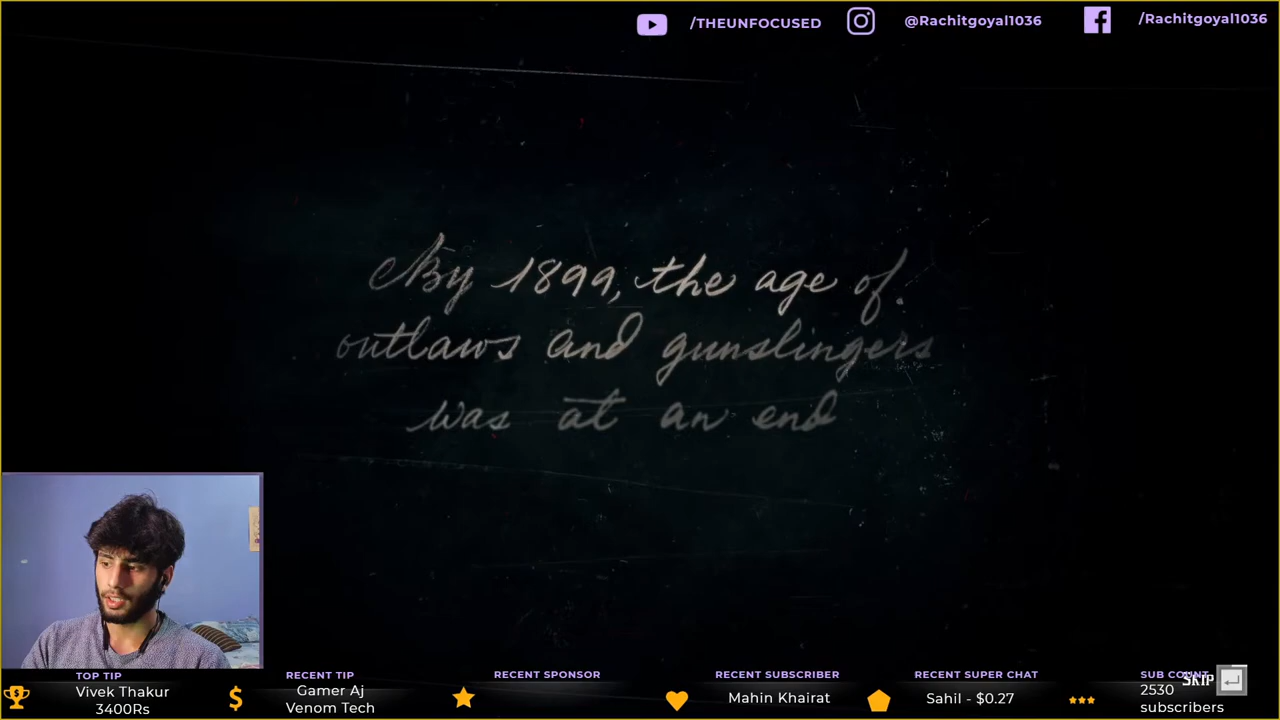 /THEUNFOCUSED @Rachitgoyal1036 /Rachitgoyal1036
By 1899, the age of
outlaws and gunslingers
was at an end
TOP TIP
Vivek Thakur
3400Rs
RECENT TIP
Gamer Aj
Venom Tech
RECENT SPONSOR
RECENT SUBSCRIBER
Mahin Khairat
RECENT SUPER CHAT
Sahil - $0.27
SUB COUNT
2530
subscribers
SKIP